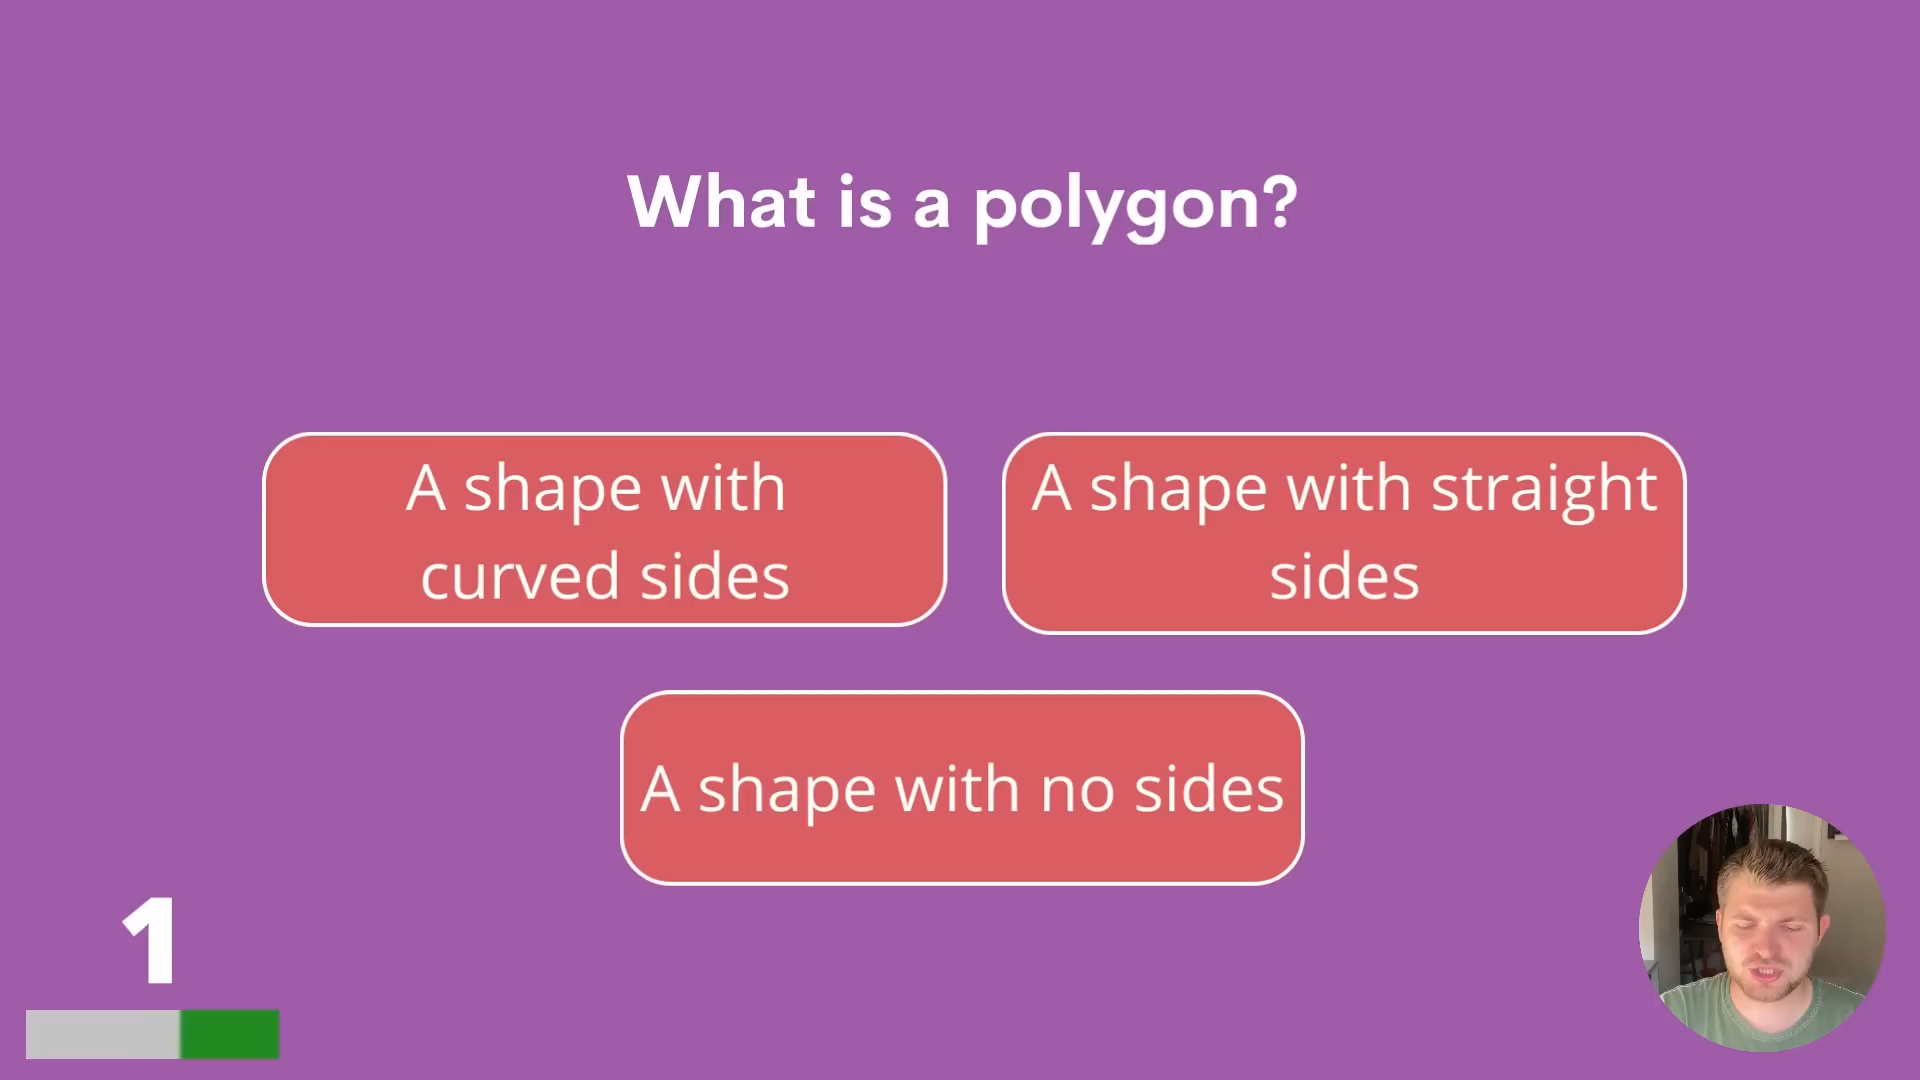 What is a polygon?
A shape with
curved sides
A shape with straight
sides
A shape with no sides
1